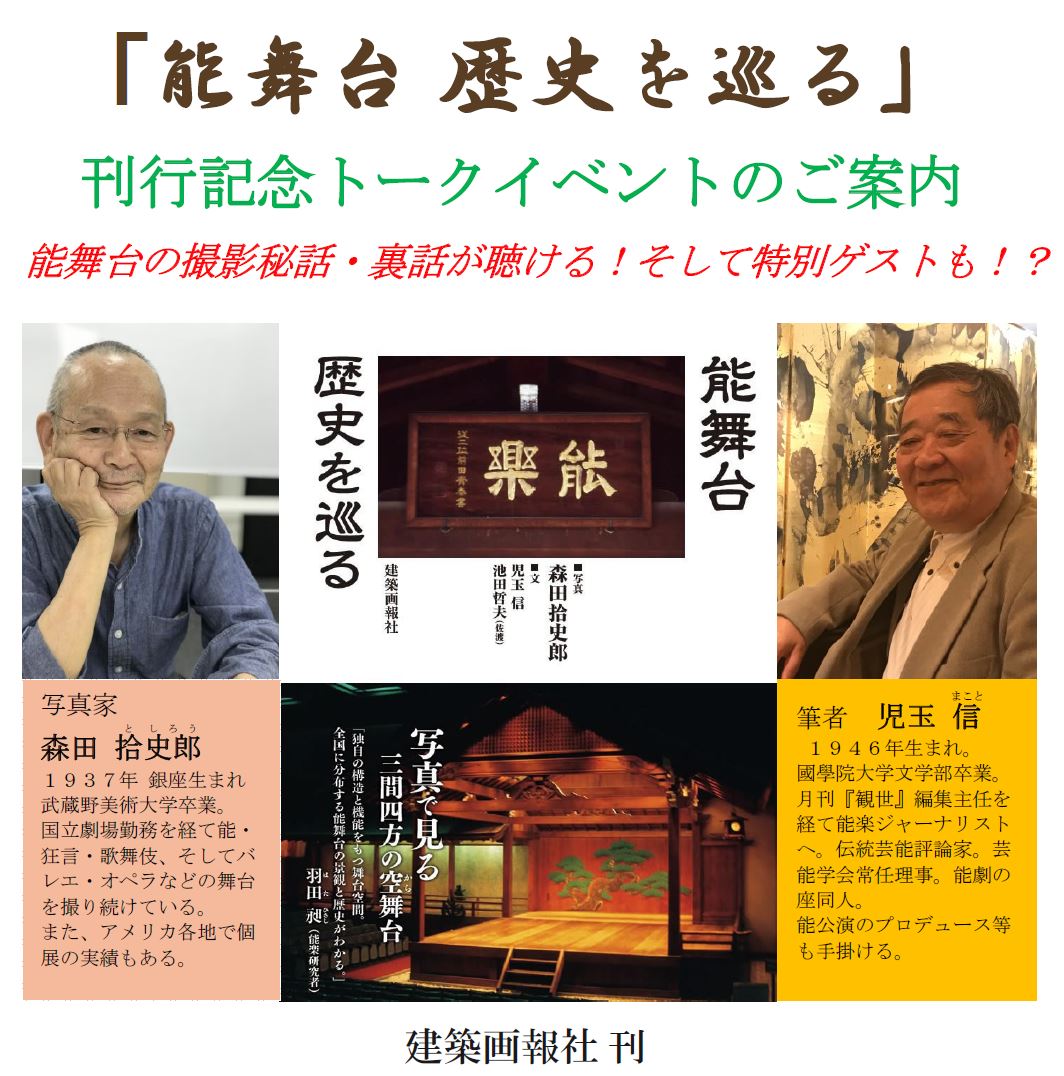 「能舞台 歴史を巡る」
刊行記念トークイベントのご案内
能舞台の撮影秘話・裏話が聴ける！そして特別ゲストも！？
能舞台
歴史を巡る
能樂
■写真
森田拾史郎
■文
児玉 信
池田哲夫（佐渡）
建築画報社
写真家
としろう
森田 拾史郎
１９３７年 銀座生まれ
武蔵野美術大学卒業。
国立劇場勤務を経て能・
狂言・歌舞伎、そしてバ
レエ・オペラなどの舞台
を撮り続けている。
また、アメリカ各地で個
展の実績もある。
写真で見る
三間四方の空舞台
から
「独自の構造と機能をもつ舞台空間。
全国に分布する能舞台の景観と歴史がわかる。」
羽田 昶（能楽研究者）
はた ひさし
まこと
筆者 児玉 信
１９４６年生まれ。
國學院大学文学部卒業。
月刊『観世』編集主任を
経て能楽ジャーナリスト
へ。伝統芸能評論家。芸
能学会常任理事。能劇の
座同人。
能公演のプロデュース等
も手掛ける。
建築画報社 刊